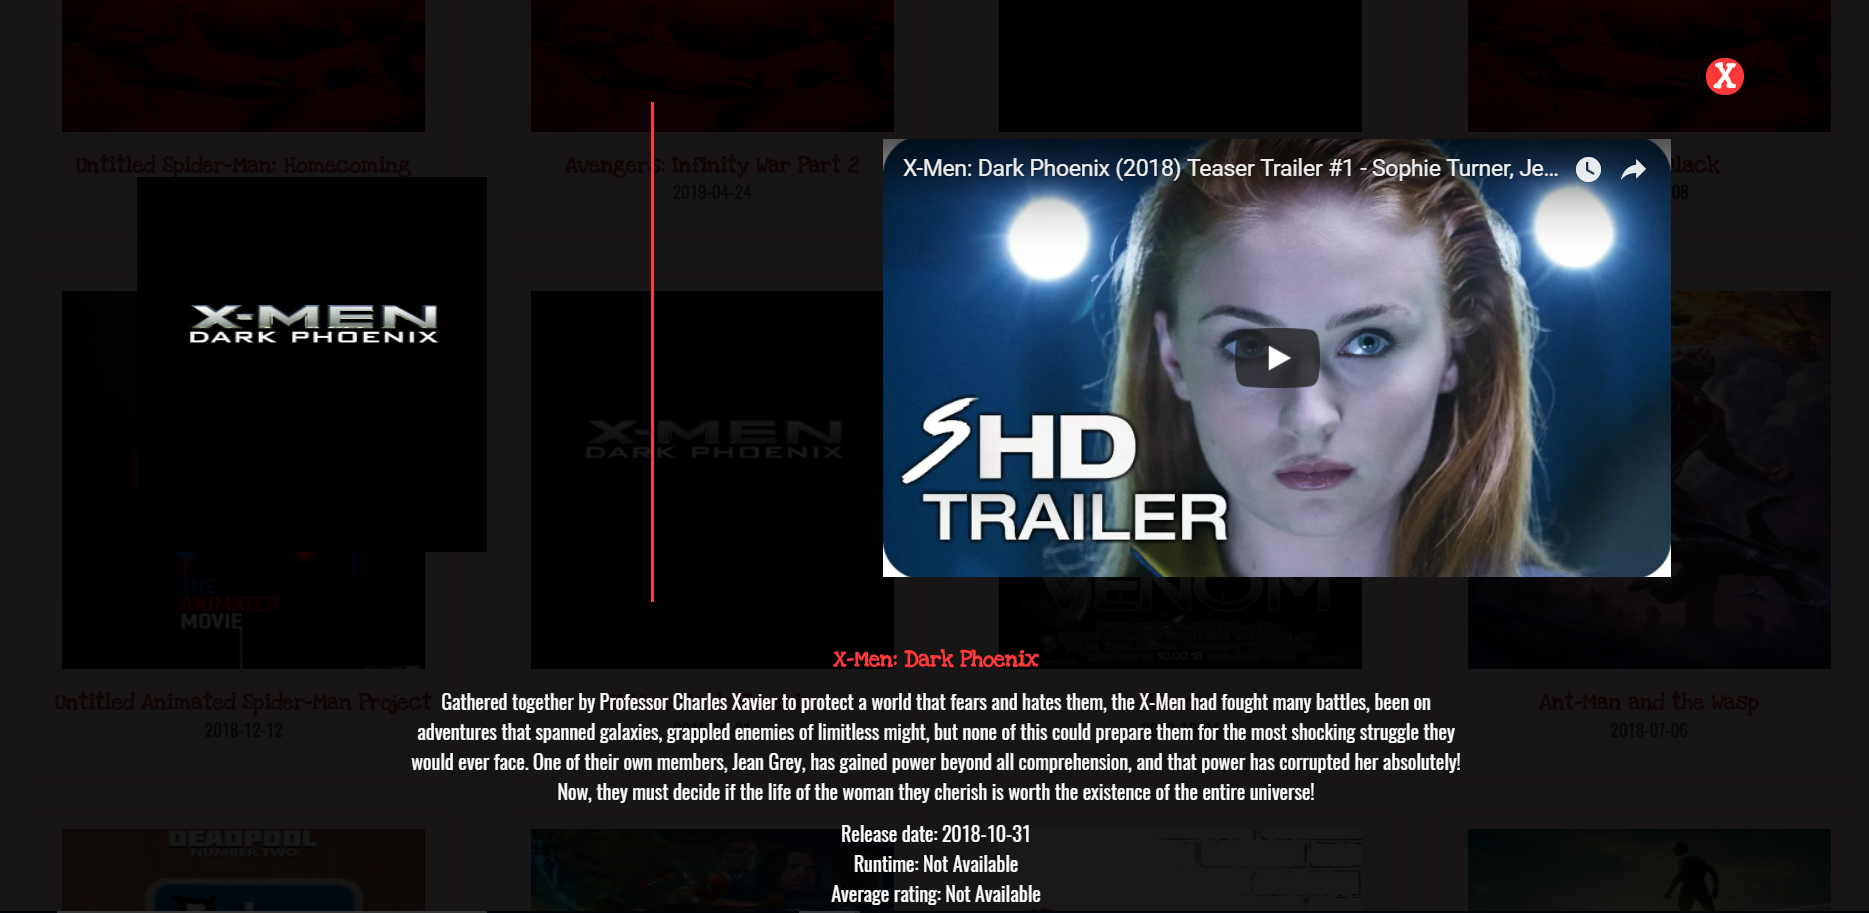 X
Untitled Spider-Man: Homecoming
Avengers: Infinity War Part 2
2019-04-24
lack
08
X-Men: Dark Phoenix (2018) Teaser Trailer #1 - Sophie Turner, Je...
X-MEN
DARK PHOENIX
X-MEN
DARK PHOENIX
S HD
TRAILER
THE
ANIMATED
MOVIE
VENOM
10.02.18
X-Men: Dark Phoenix
Untitled Animated Spider-Man Project
2018-12-12
Ant-Man and the Wasp
2018-07-06
Gathered together by Professor Charles Xavier to protect a world that fears and hates them, the X-Men had fought many battles, been on
adventures that spanned galaxies, grappled enemies of limitless might, but none of this could prepare them for the most shocking struggle they
would ever face. One of their own members, Jean Grey, has gained power beyond all comprehension, and that power has corrupted her absolutely!
Now, they must decide if the life of the woman they cherish is worth the existence of the entire universe!
Release date: 2018-10-31
Runtime: Not Available
Average rating: Not Available
DEADPOOL
NUMBER TWO